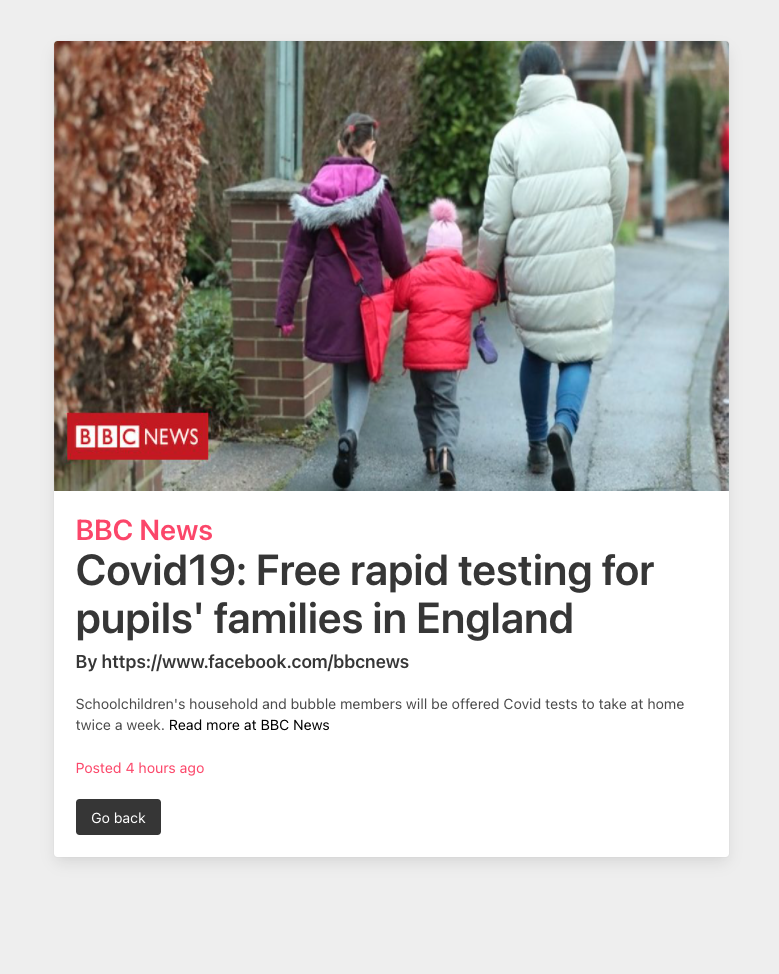 BBC NEWS
BBC News
Covid19: Free rapid testing for
pupils' families in England
By https://www.facebook.com/bbcnews
Schoolchildren's household and bubble members will be offered Covid tests to take at home
twice a week. Read more at BBC News
Posted 4 hours ago
Go back